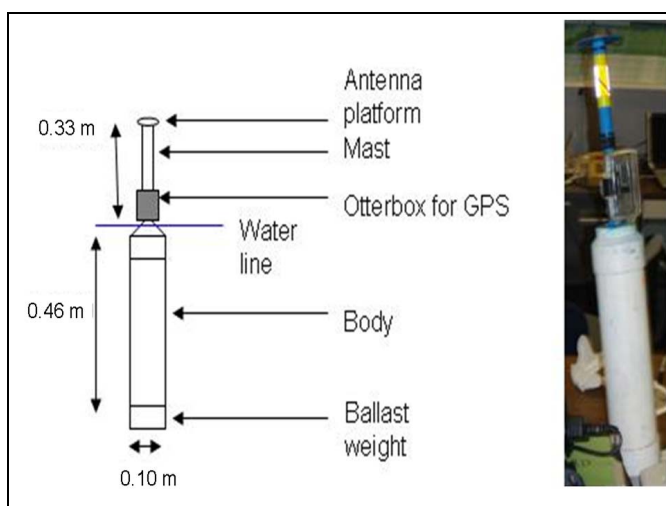 Antenna
platform
0.33 m
Mast
Otterbox for GPS
Water
line
0.46 m
Body
Ballast
weight
0.10 m